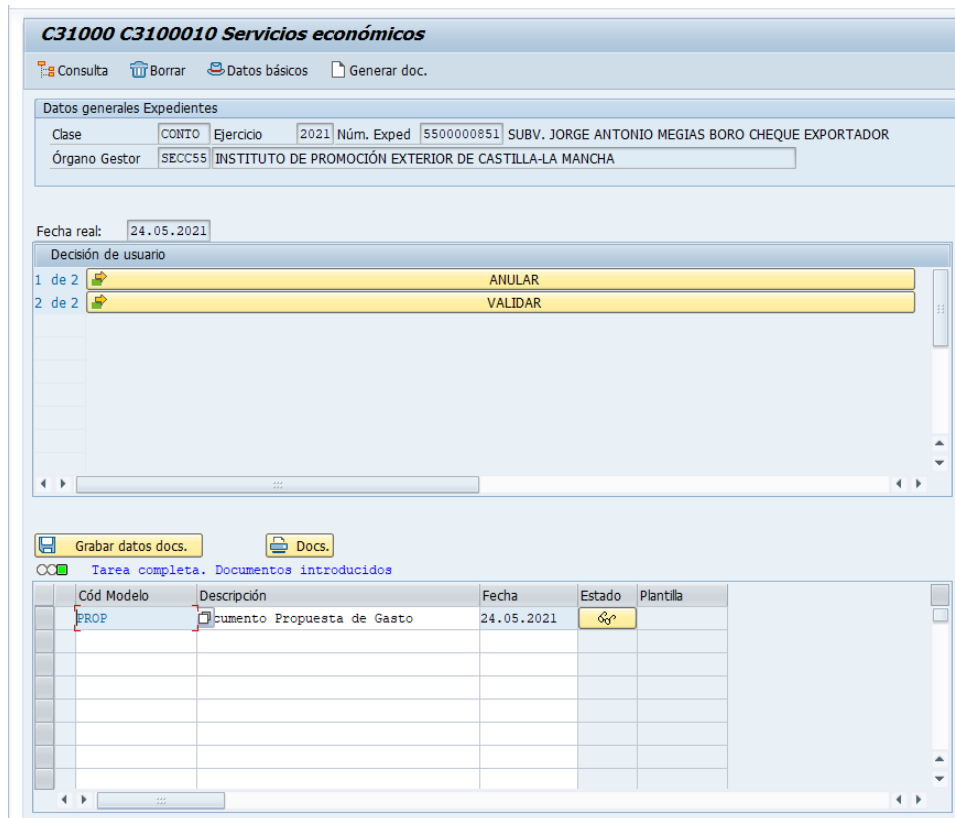 C31000 C3100010 Servicios económicos
Consulta Borrar Datos básicos Generar doc.
Datos generales Expedientes
Clase CONTO Ejercicio 2021 Núm. Exped 5500000851 SUBV. JORGE ANTONIO MEGIAS BORO CHEQUE EXPORTADOR
Órgano Gestor SECC55 INSTITUTO DE PROMOCIÓN EXTERIOR DE CASTILLA-LA MANCHA
Fecha real: 24.05.2021
Decisión de usuario
1 de 2 ANULAR
2 de 2 VALIDAR
Grabar datos docs. Docs.
Tarea completa. Documentos introducidos
Cód Modelo Descripción Fecha Estado Plantilla
PROP cumento Propuesta de Gasto 24.05.2021